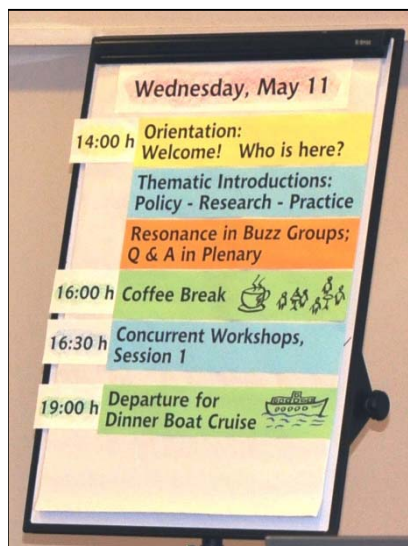 Wednesday, May 11
14:00 h Orientation:
Welcome! Who is here?
Thematic Introductions:
Policy - Research - Practice
Resonance in Buzz Groups;
Q & A in Plenary
16:00 h Coffee Break
16:30 h Concurrent Workshops,
Session 1
19:00 h Departure for
Dinner Boat Cruise